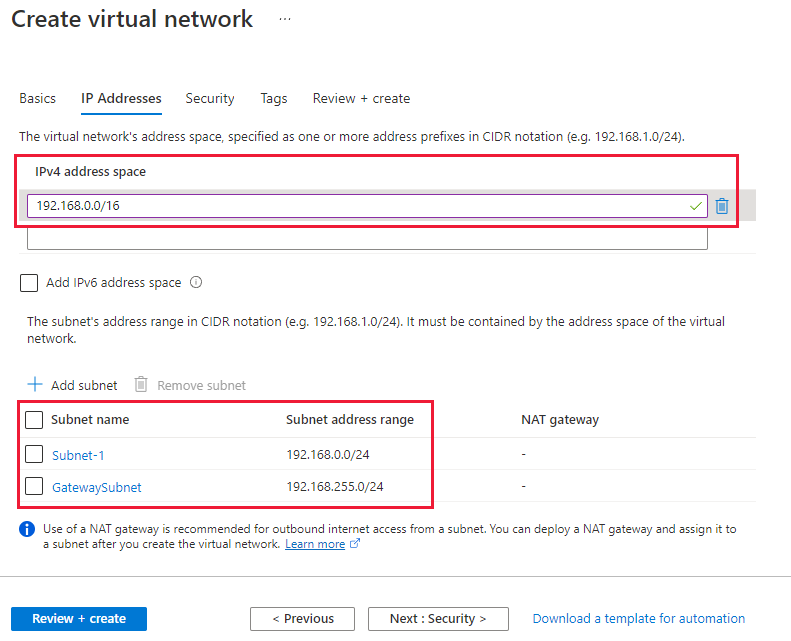 Create virtual network ...
Basics IP Addresses Security Tags Review + create
The virtual network's address space, specified as one or more address prefixes in CIDR notation (e.g. 192.168.1.0/24).
IPv4 address space
192.168.0.0/16
Add IPv6 address space
The subnet's address range in CIDR notation (e.g. 192.168.1.0/24). It must be contained by the address space of the virtual
network.
Add subnet Remove subnet
Subnet name Subnet address range NAT gateway
Subnet-1 192.168.0.0/24 -
GatewaySubnet 192.168.255.0/24 -
Use of a NAT gateway is recommended for outbound internet access from a subnet. You can deploy a NAT gateway and assign it to
a subnet after you create the virtual network. Learn more
Review + create < Previous Next : Security > Download a template for automation